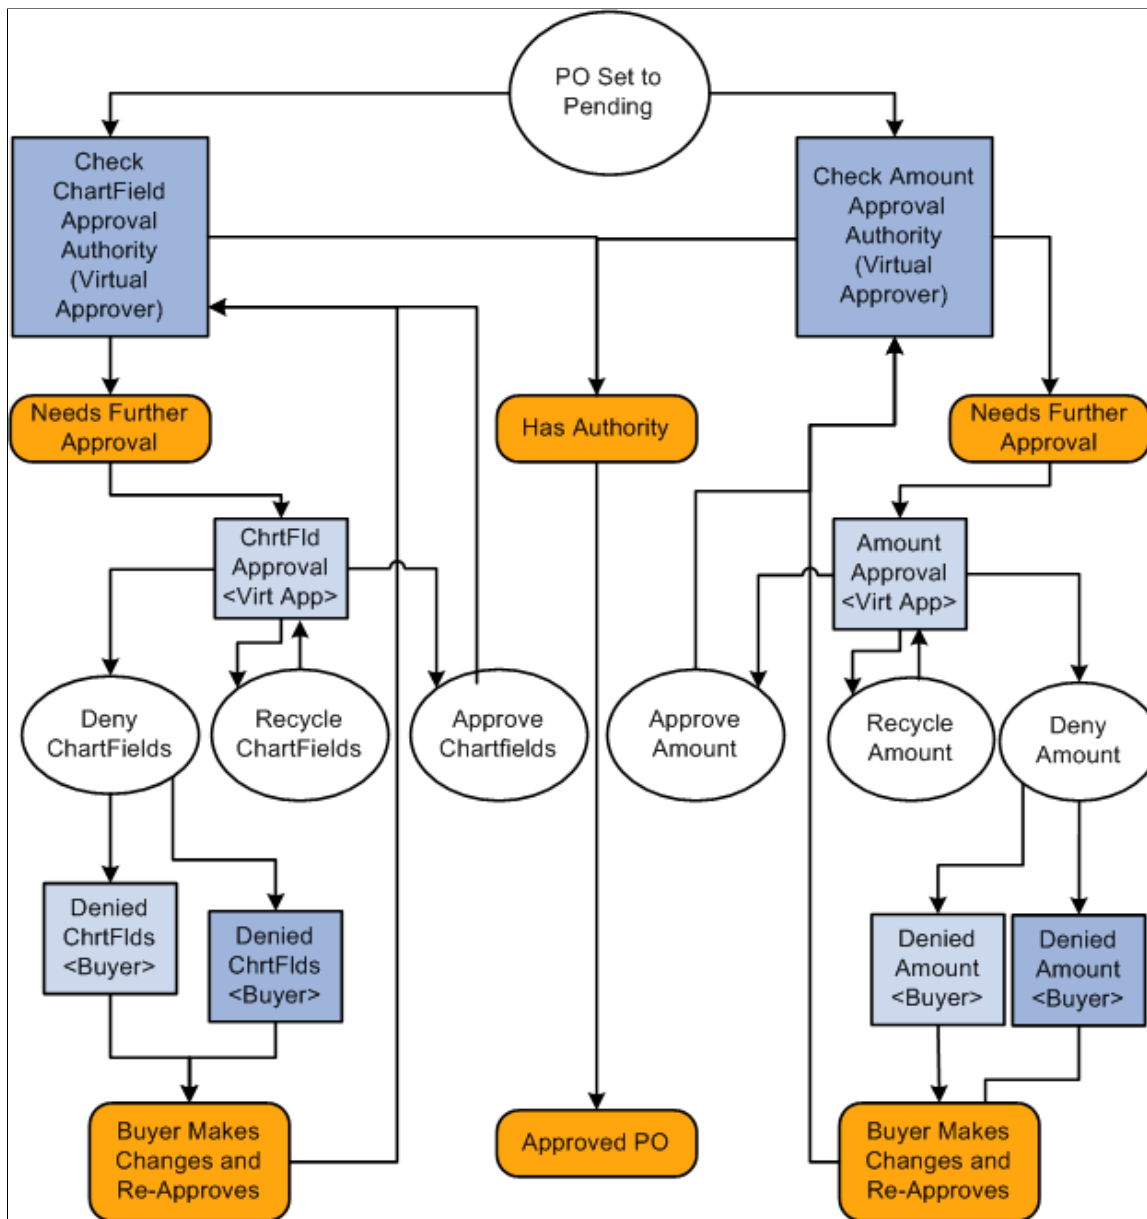 PO Set to
Pending
Check
ChartField
Approval
Authority
(Virtual
Approver)
Check Amount
Approval
Authority
(Virtual
Approver)
Needs Further
Approval
Has Authority
Needs Further
Approval
ChrtFld
Approval
<Virt App>
Amount
Approval
<Virt App>
Deny
ChartFields
Recycle
ChartFields
Approve
Chartfields
Approve
Amount
Recycle
Amount
Deny
Amount
Denied
ChrtFlds
<Buyer>
Denied
ChrtFlds
<Buyer>
Denied
Amount
<Buyer>
Denied
Amount
<Buyer>
Buyer Makes
Changes and
Re-Approves
Approved PO
Buyer Makes
Changes and
Re-Approves